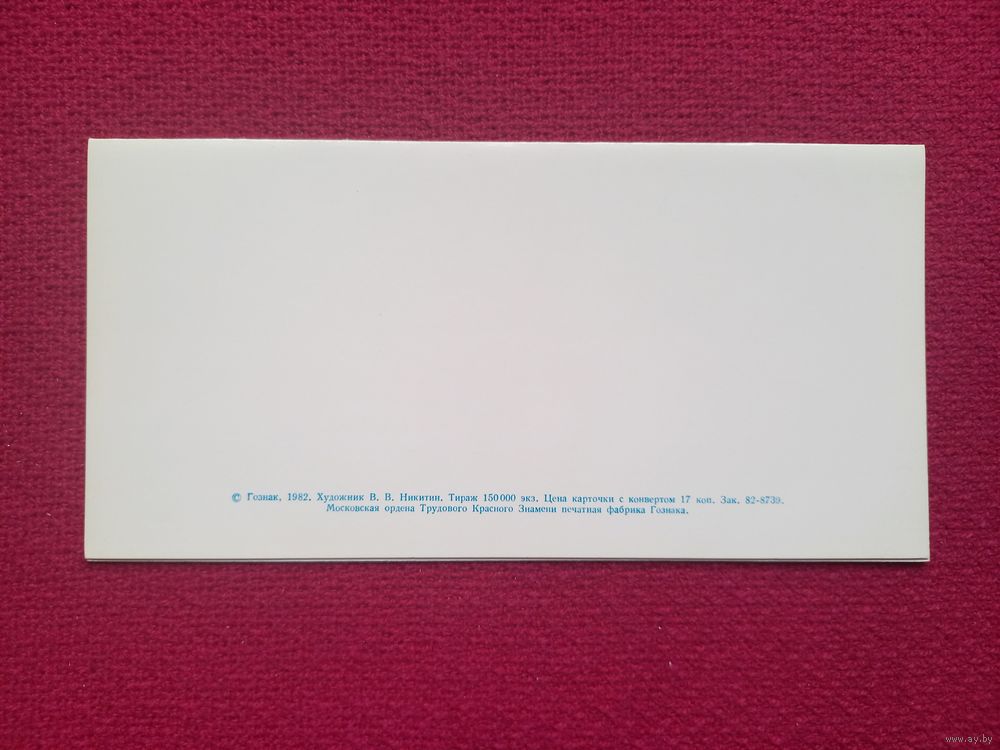 © Гознак, 1982. Художник В. В. Никитин. Тираж 150 000 экз. Цена карточки с конвертом 17 коп. Зак. 82-8739.
Московская ордена Трудового Красного Знамени печатная фабрика Гознака.
www.ay.by